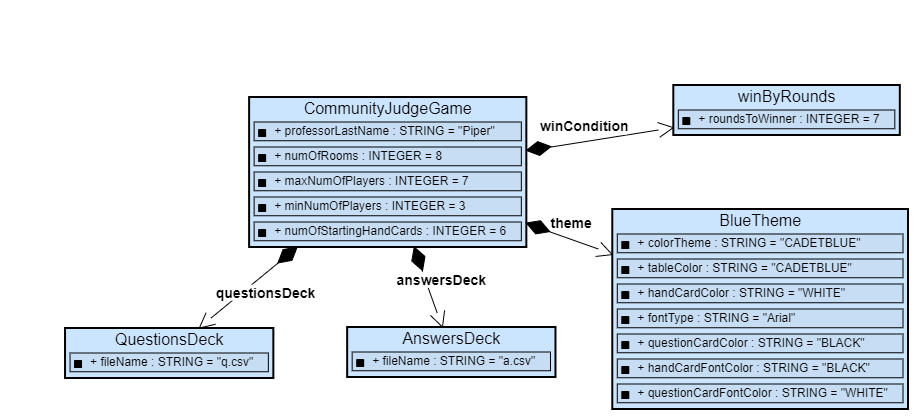 CommunityJudgeGame
+ professorLastName : STRING = "Piper"
+ numOfRooms : INTEGER = 8
+ maxNumOfPlayers : INTEGER = 7
+ minNumOfPlayers : INTEGER = 3
+ numOfStartingHandCards : INTEGER = 6
winCondition
winByRounds
+ roundsToWinner : INTEGER = 7
theme
BlueTheme
+ colorTheme : STRING = "CADETBLUE"
+ tableColor : STRING = "CADETBLUE"
+ handCardColor : STRING = "WHITE"
+ fontType : STRING = "Arial"
+ questionCardColor : STRING = "BLACK"
+ handCardFontColor : STRING = "BLACK"
+ questionCardFontColor : STRING = "WHITE"
questionsDeck
QuestionsDeck
+ fileName : STRING = "q.csv"
answersDeck
AnswersDeck
+ fileName : STRING = "a.csv"